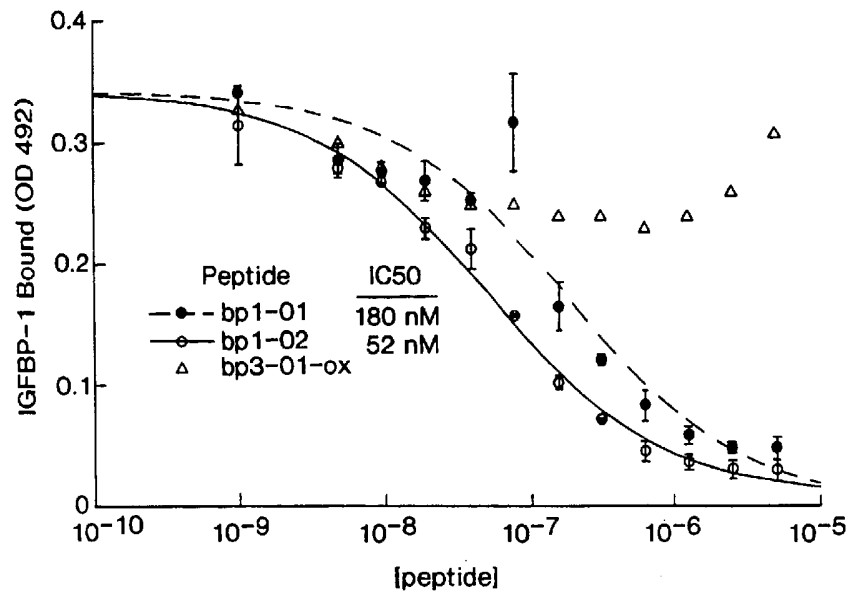 0.4
0.3
0.2
0.1
0
IGFBP-1 Bound (OD 492)
Peptide IC50
bp1-01 180 nM
bp1-02 52 nM
bp3-01-ox
10-10 10-9 10-8 10-7 10-6 10-5
[peptide]